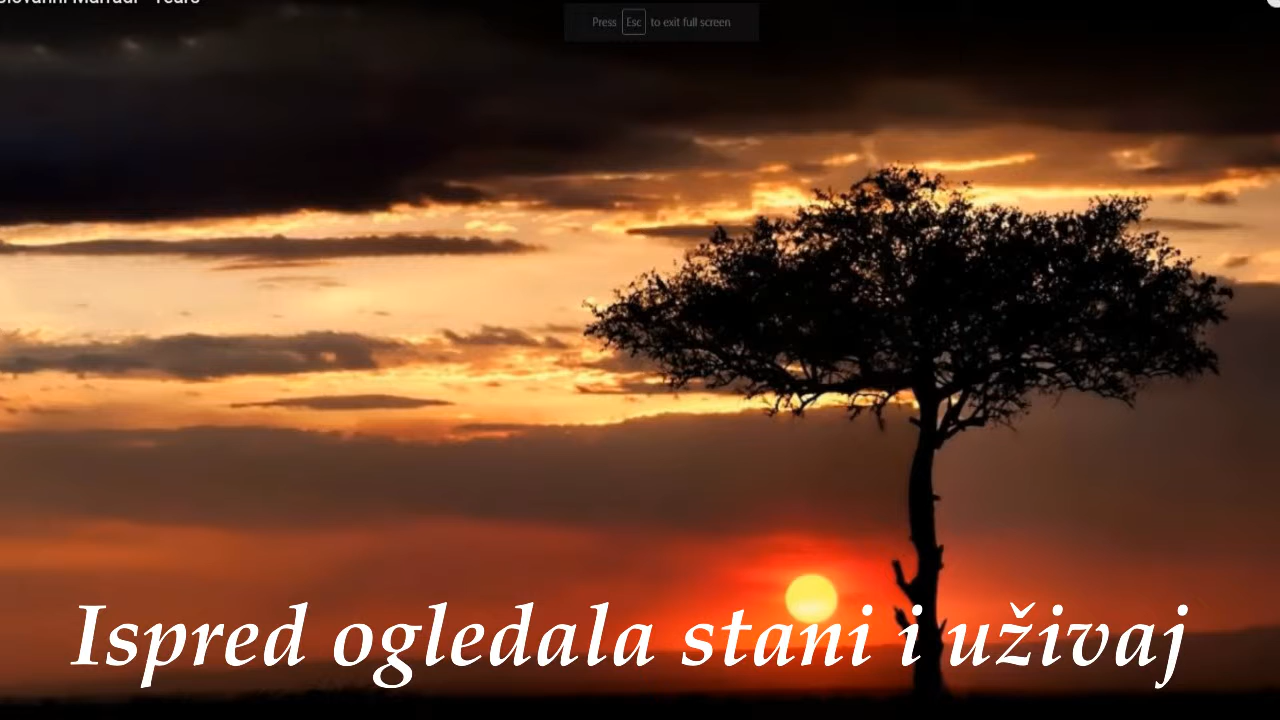 Press Esc to exit full screen
Ispred ogledala stani i uživaj